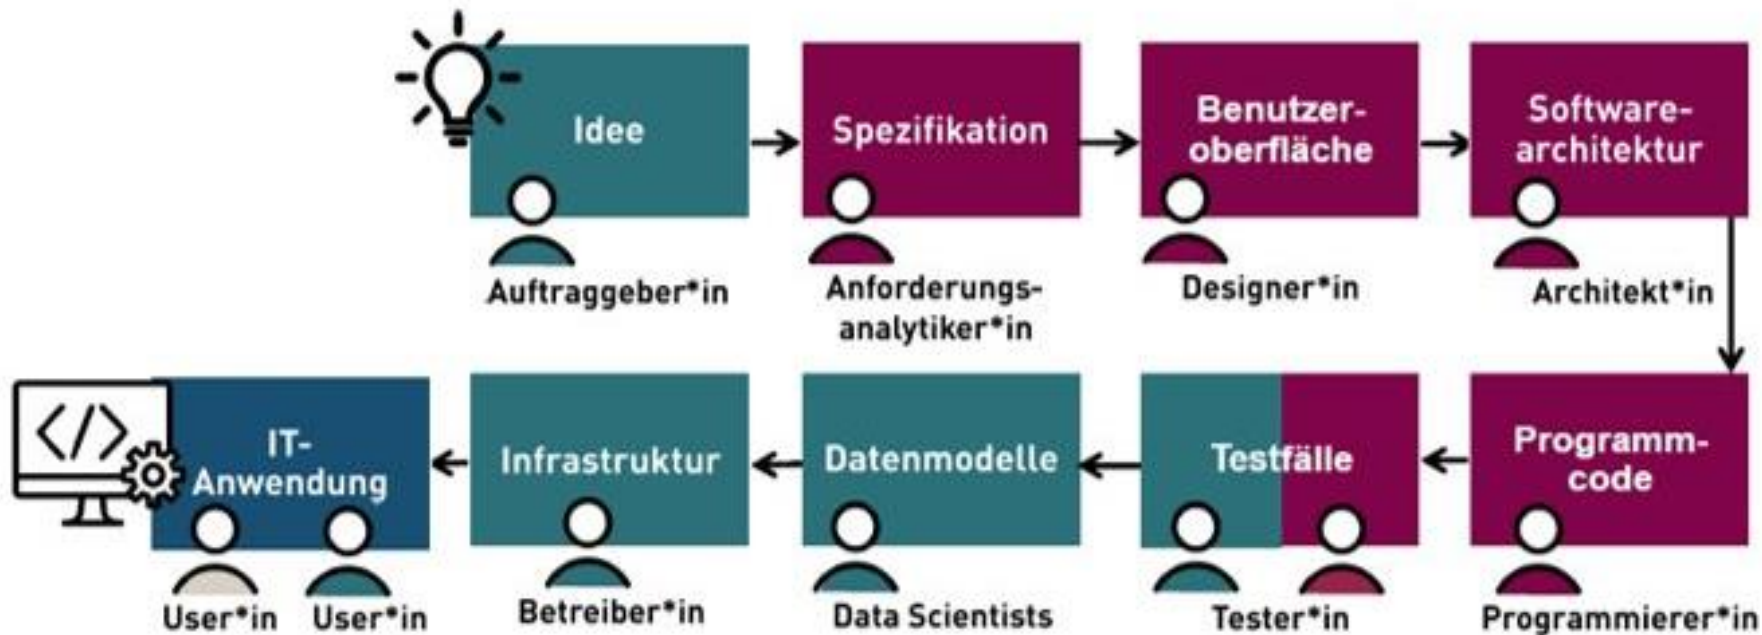 Idee
Spezifikation
Benutzer-
oberfläche
Software-
architektur
Auftraggeber*in
Anforderungs-
analytiker*in
Designer*in
Architekt*in
</>
IT-
Anwendung
Infrastruktur
Datenmodelle
Testfälle
Programm-
code
User*in
User*in
Betreiber*in
Data Scientists
Tester*in
Programmierer*in